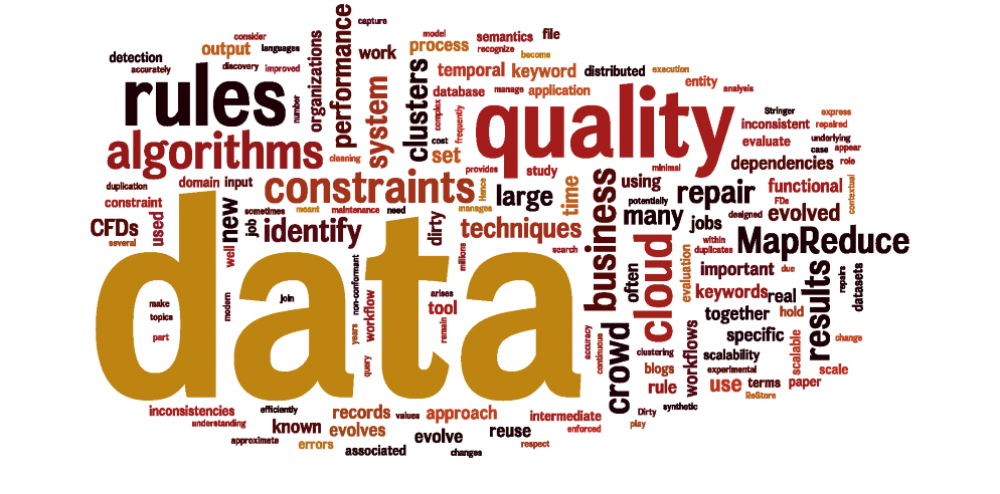 capture
consider
output
languages
detection
accurately
discovery
improved
rules
number
organizations
performance
work
system
cleaning
algorithms
clusters
process
model
semantics
recognize
file
become
temporal
keyword
distributed
execution
database
manage
application
entity
analysis
complex
frequently
cost
set
quality
provides
study
minimal
Stringer
express
inconsistent
repaired
evaluate
underlying
case
appear
dependencies
role
duplication
domain
input
constraints
Hence
large
time
using
repair
functional
FDs
contextual
constraint
CFDs
several
used
new
well
job
sometimes
meant
maintenance
need
manages
identify
dirty
techniques
business
potentially
many
jobs
designed
evolved
search
millions
within
duplicates
MapReduce
data
make
topics
part
modern
join
non-conformant
years
workflow
query
arises
tool
remain
often
cloud
evaluation
important
due
keywords
real
results
repairs
datasets
together
hold
specific
change
accuracy
continuous
crowd
clustering
workflows
scalability
scalable
blogs
experimental
scale
rule
use
terms
paper
ReStore
Dirty
synthetic
play
inconsistencies
understanding
efficiently
known
records
values
approach
intermediate
enforced
evolves
evolve
reuse
respect
approximate
errors
associated
changes